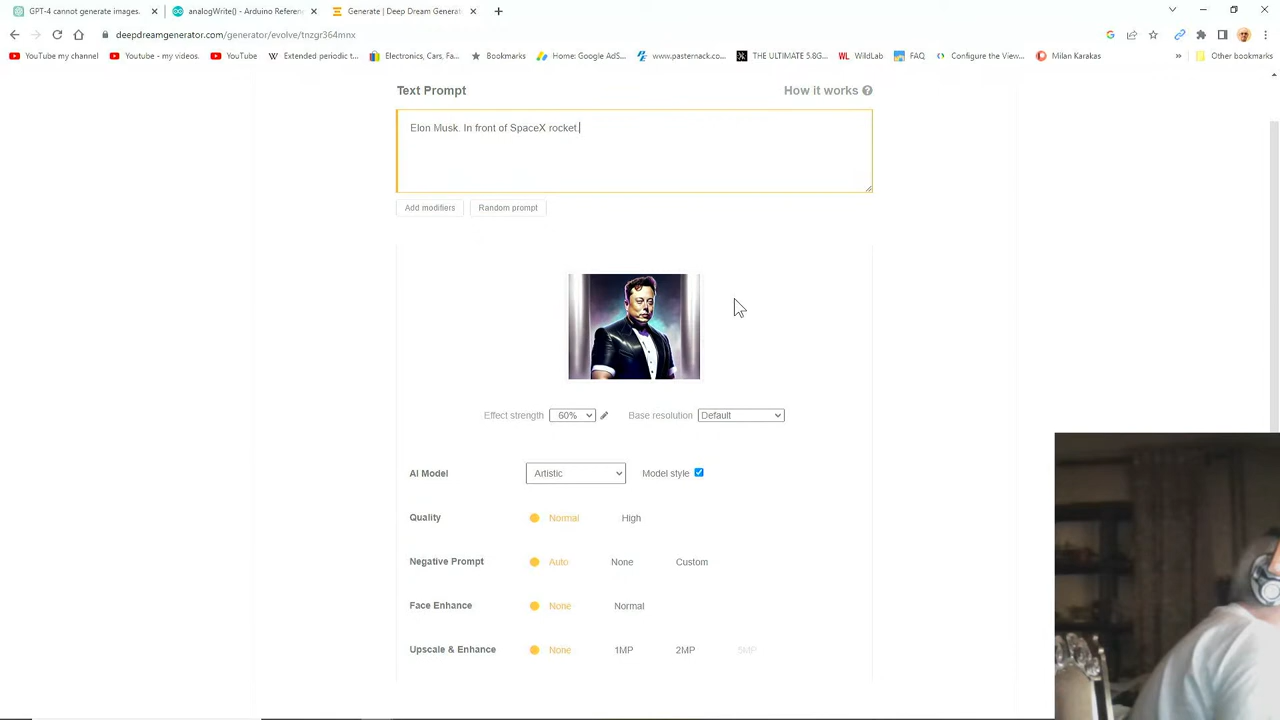 GPT-4 cannot generate images.
analogWrite() - Arduino Referenc
Generate | Deep Dream Generat
deepdreamgenerator.com/generator/evolve/tnzgr364mnx
YouTube my channel
Youtube - my videos.
YouTube
Extended periodic t...
Electronics, Cars, Fa...
Bookmarks
Home: Google AdS...
www.pasternack....
THE ULTIMATE 5.8G...
WL WildLab.
FAQ
Configure the View...
Milan Karakas
»
Other bookmarks
Text Prompt
How it works
Elon Musk. In front of SpaceX rocket
Add modifiers
Random prompt
Effect strength 60%
Base resolution Default
AI Model Artistic Model style
Quality Normal High
Negative Prompt Auto None Custom
Face Enhance None Normal
Upscale & Enhance None 1MP 2MP 5MP